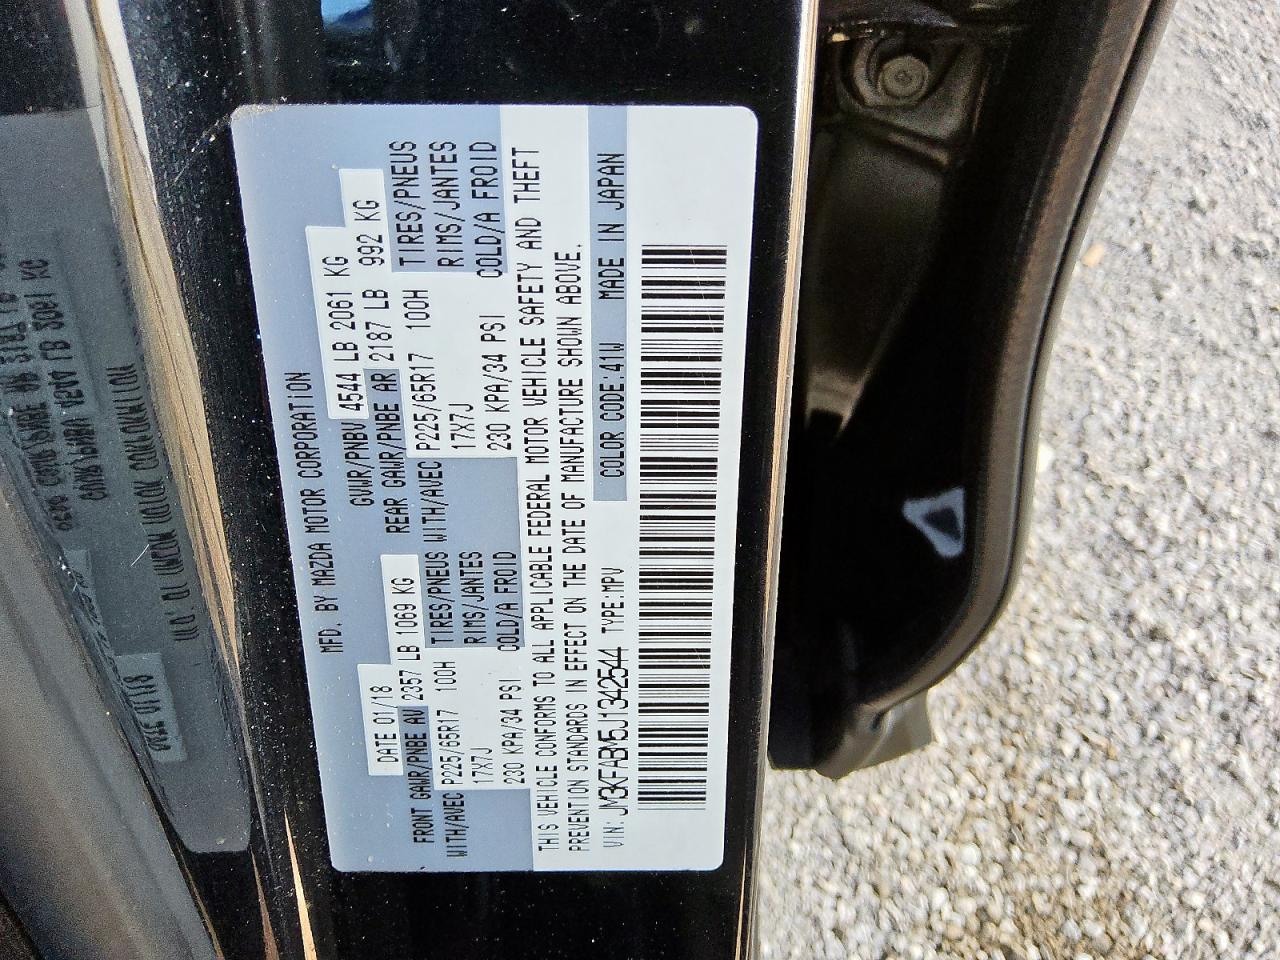 MFD. BY MAZDA MOTOR CORPORATION
DATE 01/18 GVWR/PNBV 4544 LB 2061 KG
FRONT GAWR/PNBE AV 2357 LB 1069 KG REAR GAWR/PNBE AR 2187 LB 992 KG
WITH/AVEC P225/65R17 100H TIRES/PNEUS WITH/AVEC P225/65R17 100H TIRES/PNEUS
17X7J RIMS/JANTES 17X7J RIMS/JANTES
230 KPA/34 PSI COLD/A FROID 230 KPA/34 PSI COLD/A FROID
THIS VEHICLE CONFORMS TO ALL APPLICABLE FEDERAL MOTOR VEHICLE SAFETY AND THEFT
PREVENTION STANDARDS IN EFFECT ON THE DATE OF MANUFACTURE SHOWN ABOVE.
COLOR CODE:41W MADE IN JAPAN
VIN: JM3KFABM5J1342544 TYPE:MPV